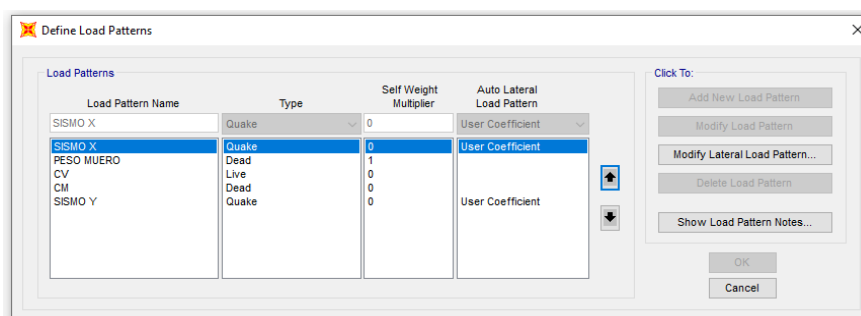 Define Load Patterns
Load Patterns
Click To:
Load Pattern Name Type Self Weight Multiplier Auto Lateral Load Pattern
SISMO X Quake 0 User Coefficient
SISMO X Quake 0 User Coefficient
PESO MUERO Dead 1
CV Live 0
CM Dead 0
SISMO Y Quake 0 User Coefficient
Add New Load Pattern
Modify Load Pattern
Modify Lateral Load Pattern...
Delete Load Pattern
Show Load Pattern Notes...
OK
Cancel